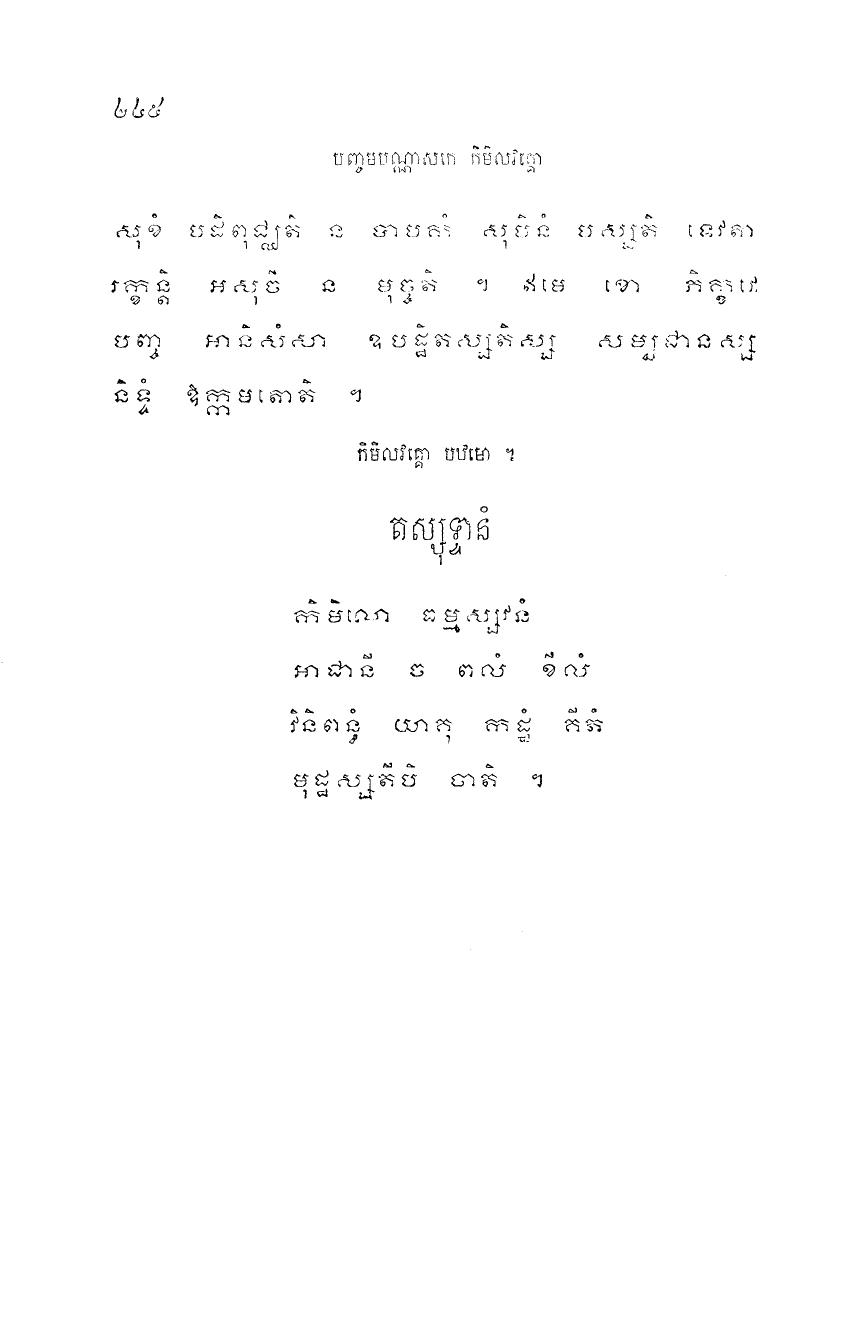 ៤៤៩
បញ្ចមបណ្ណាសកេ កិមិលវគ្គោ
សុខំ បដិពុជ្ឈតិ ន បាបកំ សុបិនំ បស្សតិ ទេវតា
រក្ខន្តិ អសុចិ ន មុច្ចតិ ។ ឥមេ ខោ ភិក្ខវេ
បញ្ច អានិសំសា ឧបដ្ឋិតស្សតិស្ស សម្បជានស្ស
និទ្ទំ ឱក្កមតោតិ ។
កិមិលវគ្គោ បឋមោ ។
តស្សុទ្ទានំ
កិមិលោ ធម្មស្សវនំ
អាជានី ច ពលំ ខីលំ
វិនិពន្ធំ យាគុ កដ្ឋំ គីតំ
មុដ្ឋស្សតីបិ ចាតិ ។